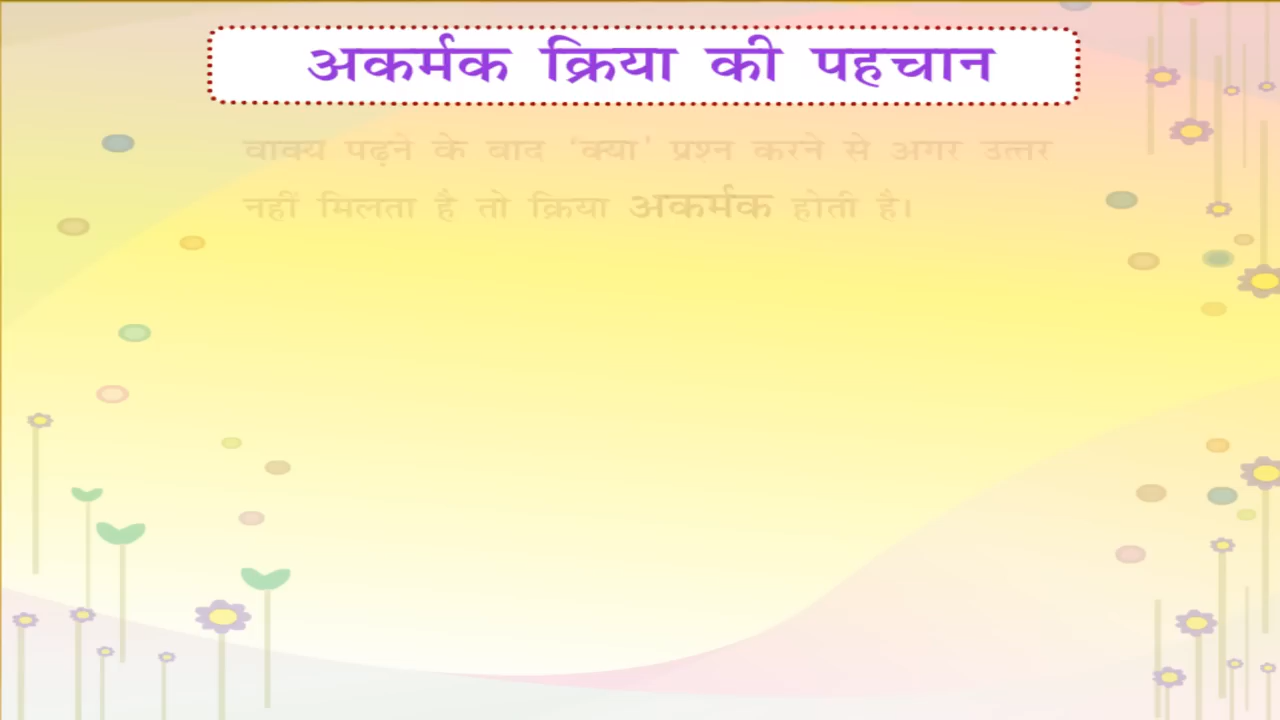 अकर्मक क्रिया की पहचान
वाक्य पढ़ने के बाद ‘क्या’ प्रश्न करने से अगर उत्तर
नहीं मिलता है तो क्रिया अकर्मक होती है।